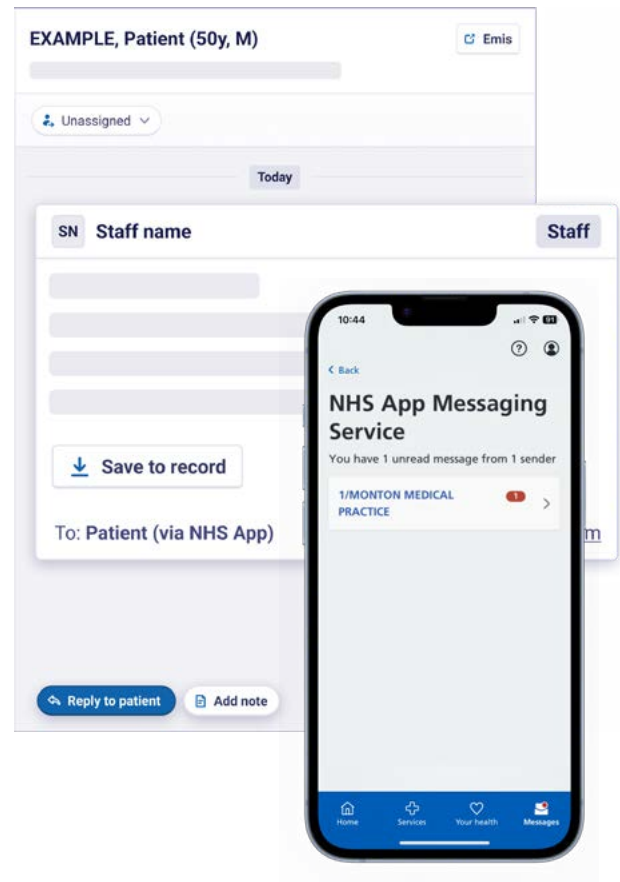 EXAMPLE, Patient (50y, M)
Emis
Unassigned
Today
SN Staff name
Staff
Save to record
To: Patient (via NHS App)
m
Reply to patient
Add note
10:44
91
Back
NHS App Messaging
Service
You have 1 unread message from 1 sender
1/MONTON MEDICAL
PRACTICE
1
Home
Services
Your health
Messages